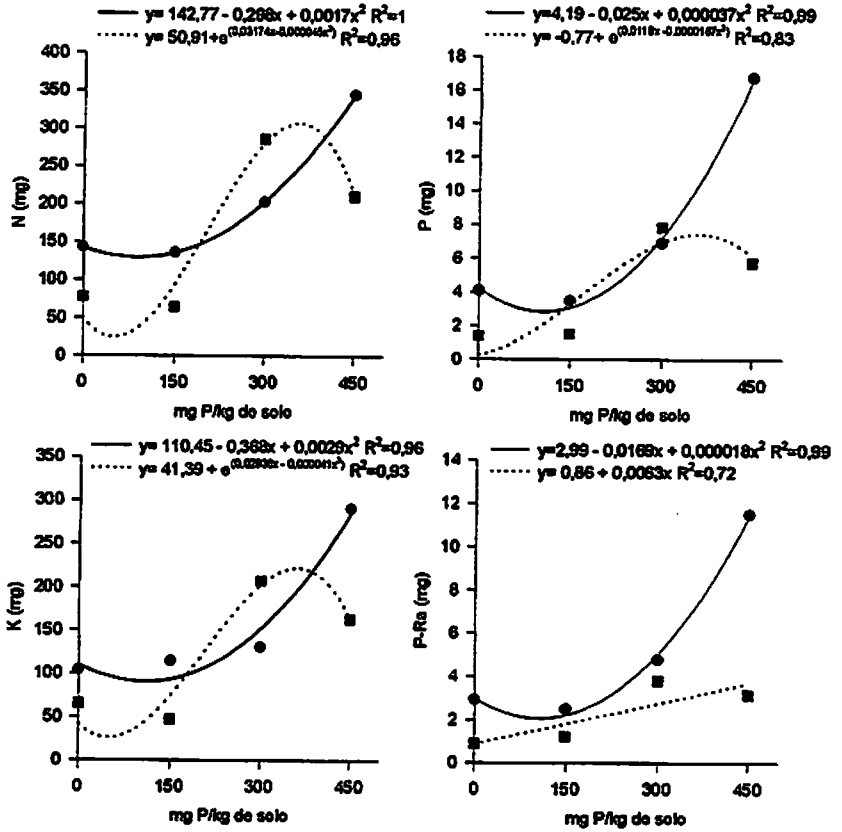 y= 142,77 - 0,298x + 0,0017x² R²=1
y= 50,91+e^(0,03174x-0,000045x²) R²=0,96
N (mg)
400
350
300
250
200
150
100
50
0
0 150 300 450
mg P/kg de solo
y=4,19 - 0,025x + 0,000037x² R²=0,99
y= -0,77+ e^(0,0118x -0,0000167x²) R²=0,83
P (mg)
18
16
14
12
10
8
6
4
2
0
0 150 300 450
mg P/kg de solo
y= 110,45 - 0,368x + 0,0029x² R²=0,96
y= 41,39 + e R²=0,93
K (mg)
350
300
250
200
150
100
50
0
0 150 300 450
mg P/kg de solo
y=2,99 - 0,0169x + 0,000018x² R²=0,99
y= 0,86 + 0,0063x R²=0,72
P-Ra (mg)
14
12
10
8
6
4
2
0
0 150 300 450
mg P/kg de solo